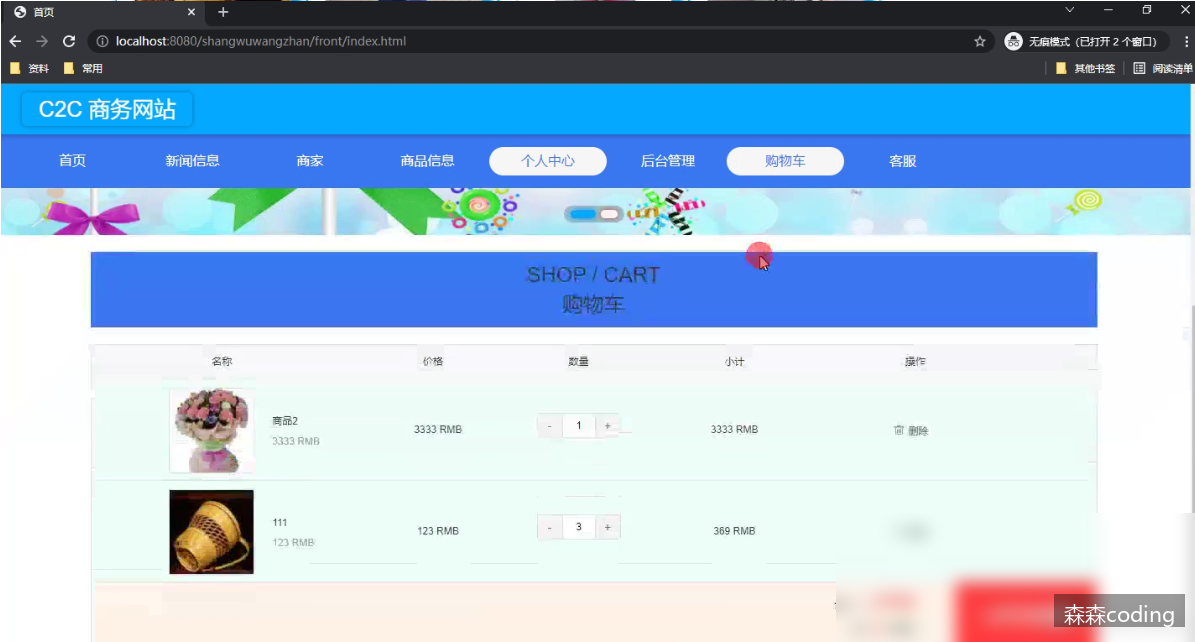 首页
localhost:8080/shangwuwangzhan/front/index.html
无痕模式（已打开 2 个窗口）
资料 常用 其他书签 阅读清单
C2C 商务网站
首页 新闻信息 商家 商品信息 个人中心 后台管理 购物车 客服
SHOP / CART
购物车
名称 价格 数量 小计 操作
商品2
3333 RMB
3333 RMB - 1 + 3333 RMB 删除
111
123 RMB
123 RMB - 3 + 369 RMB
森森coding